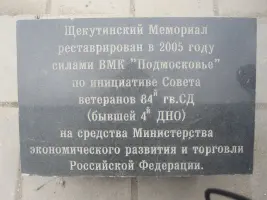 Щекутинский Мемориал
реставрирован в 2005 году
силами ВМК "Подмосковье"
по инициативе Совета
ветеранов 84й гв.СД
(бывшей 4й ДНО)
на средства Министерства
экономического развития и торговли
Российской Федерации.